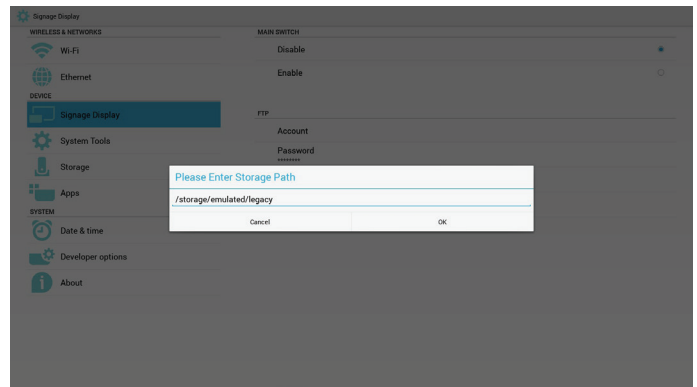 Signage Display
WIRELESS & NETWORKS
Wi-Fi
Ethernet
DEVICE
Signage Display
System Tools
Storage
Apps
SYSTEM
Date & time
Developer options
About
MAIN SWITCH
Disable
Enable
FTP
Account
Password
********
Please Enter Storage Path
/storage/emulated/legacy
Cancel
OK